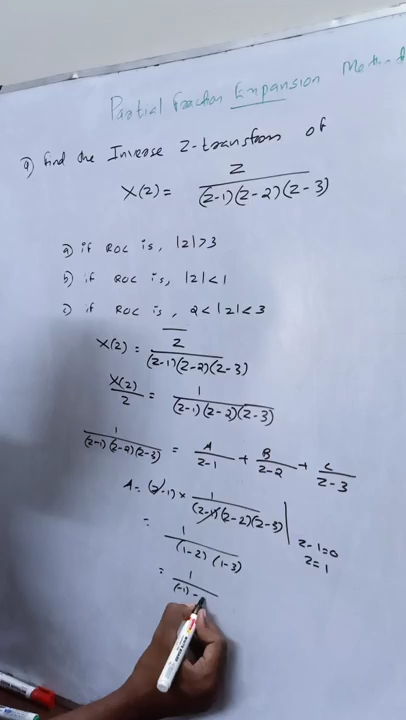 Partial Fraction Expansion Method
Q) Find the Inverse Z-transfrom of
X(Z) = Z / (Z-1)(Z-2)(Z-3)
a) if ROC is, |Z|>3
b) if ROC is, |Z|<1
c) if ROC is, 2<|Z|<3
X(Z) = Z / (Z-1)(Z-2)(Z-3)
X(Z)/Z = 1 / (Z-1)(Z-2)(Z-3)
1 / (Z-1)(Z-2)(Z-3) = A / Z-1 + B / Z-2 + C / Z-3
A = (Z-1) × 1 / (Z-1)(Z-2)(Z-3) | Z-1=0
Z=1
= 1 / (1-2) (1-3)
= 1 / (-1) -